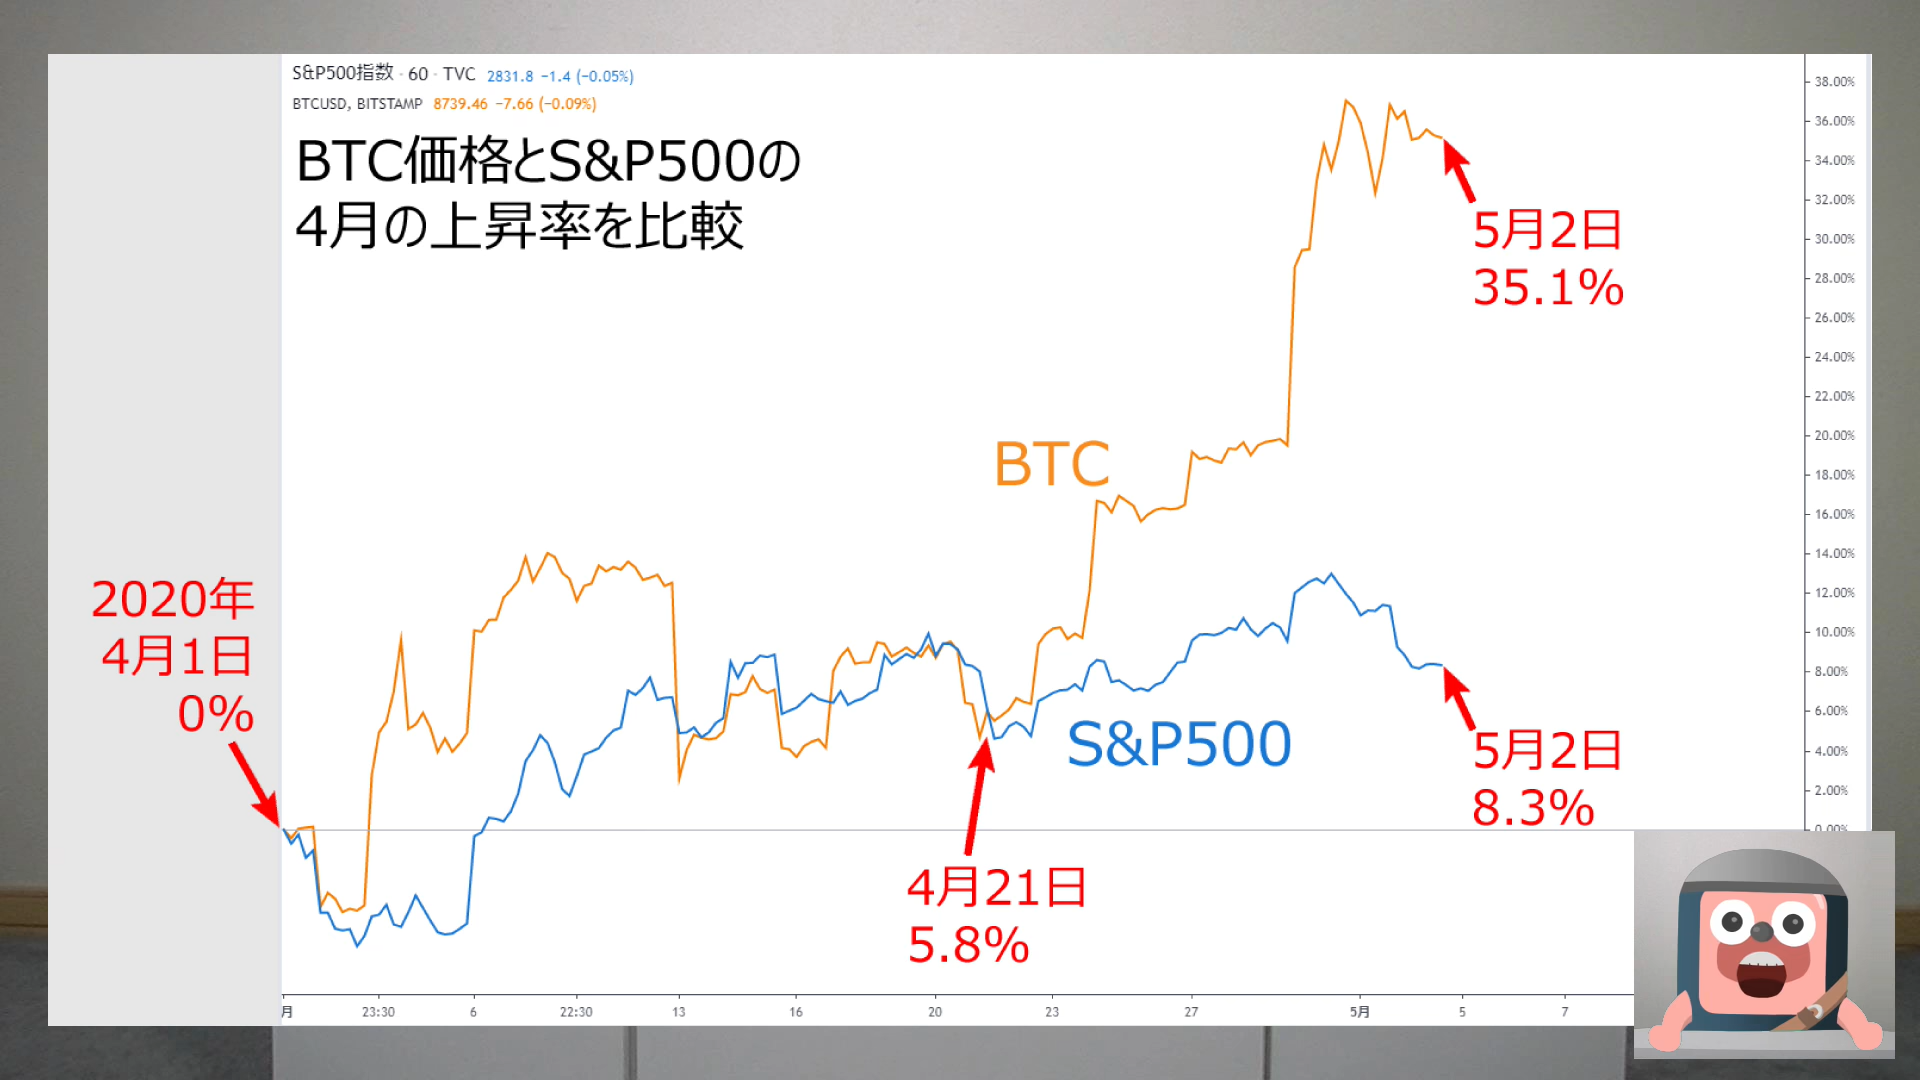 S&P500指数 · 60 · TVC 2831.8 −1.4 (−0.05%)
BTCUSD, BITSTAMP 8739.46 −7.66 (−0.09%)
BTC価格とS&P500の
4月の上昇率を比較
38.00%
36.00%
34.00%
32.00%
30.00%
28.00%
26.00%
24.00%
22.00%
20.00%
18.00%
16.00%
14.00%
12.00%
10.00%
8.00%
6.00%
4.00%
2.00%
0.00%
5月2日
35.1%
BTC
2020年
4月1日
0%
S&P500
5月2日
8.3%
4月21日
5.8%
月 23:30 6 22:30 13 16 20 23 27 5月 5 7